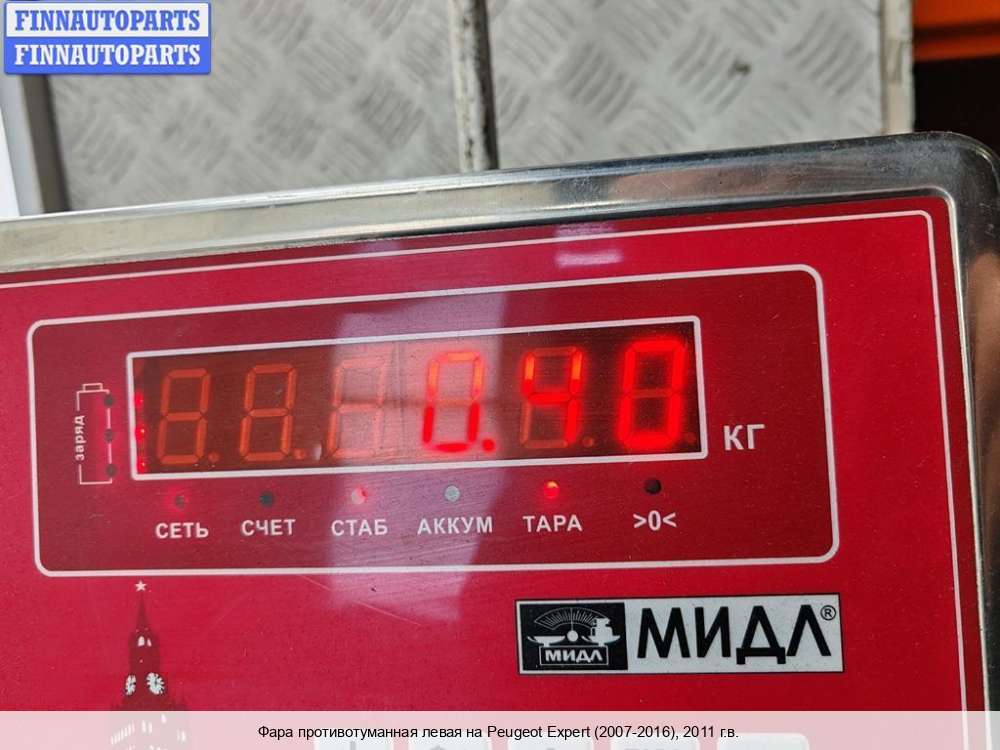 FINNAUTOPARTS
FINNAUTOPARTS
заряд
0.40
КГ
СЕТЬ СЧЕТ СТАБ АККУМ ТАРА >0<
МИДЛ МИДЛ®
Фара противотуманная левая на Peugeot Expert (2007-2016), 2011 г.в.